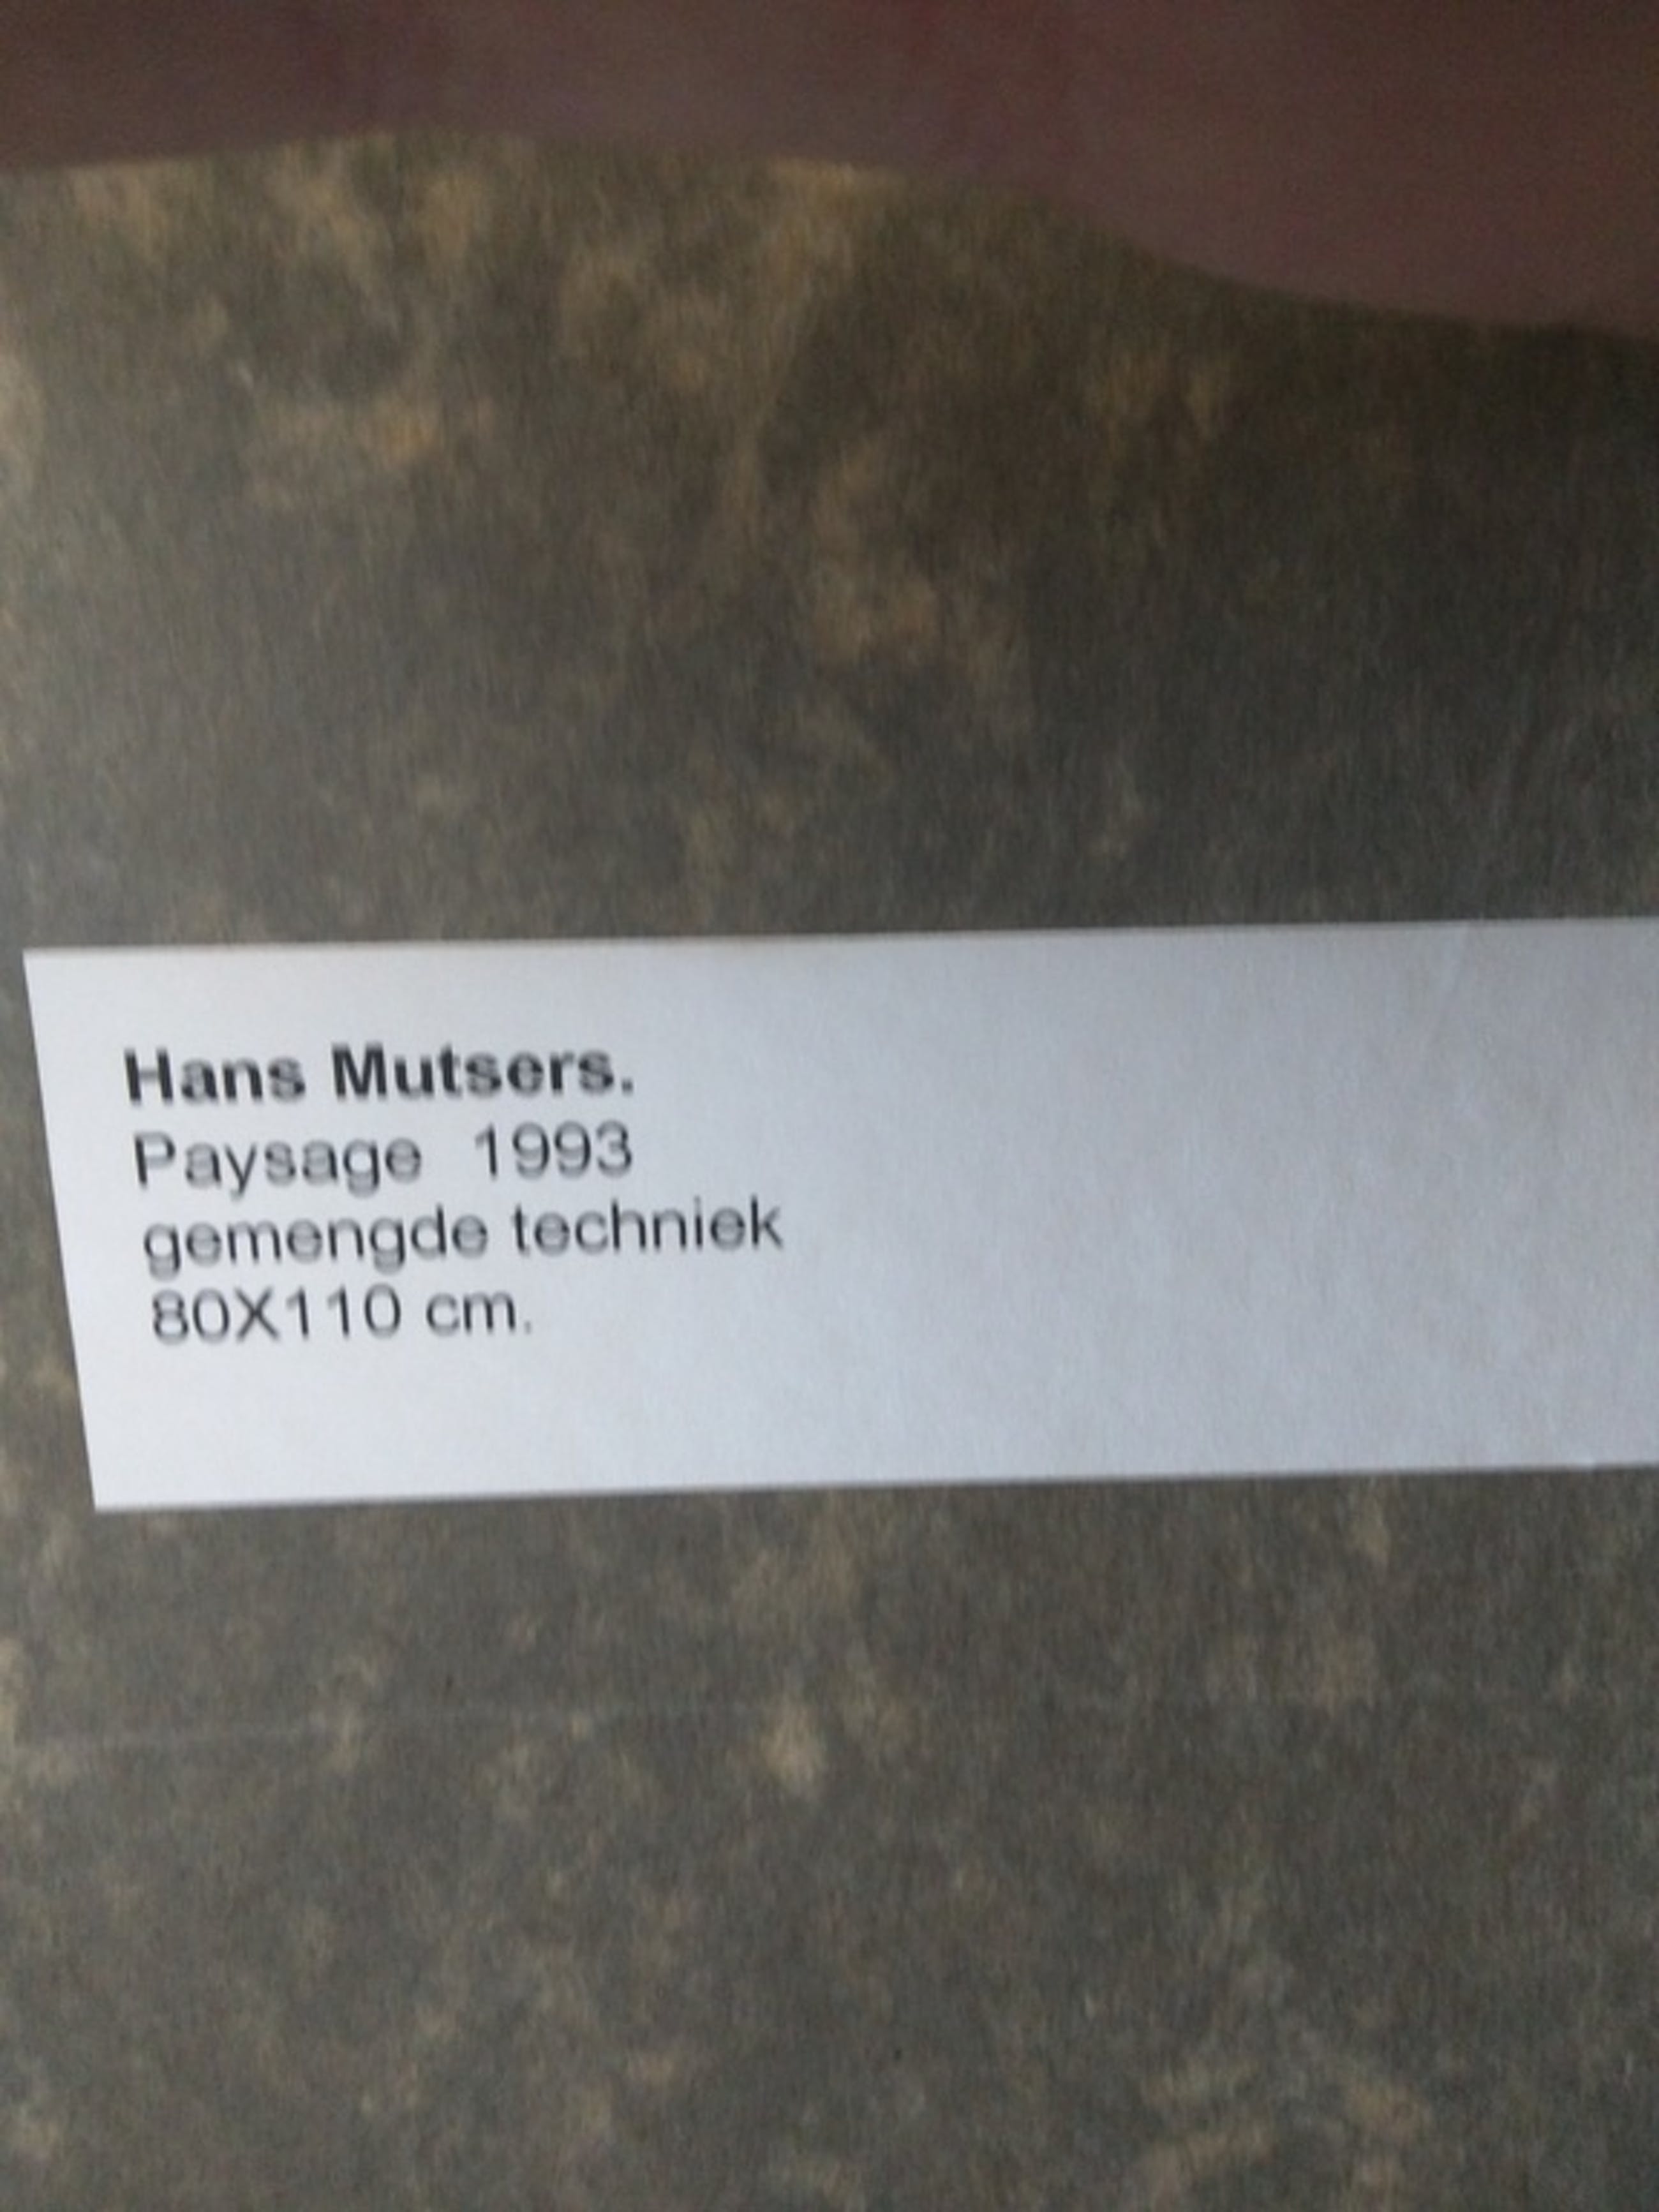 Hans Mutsers.
Paysage 1993
gemengde techniek
80X110 cm.